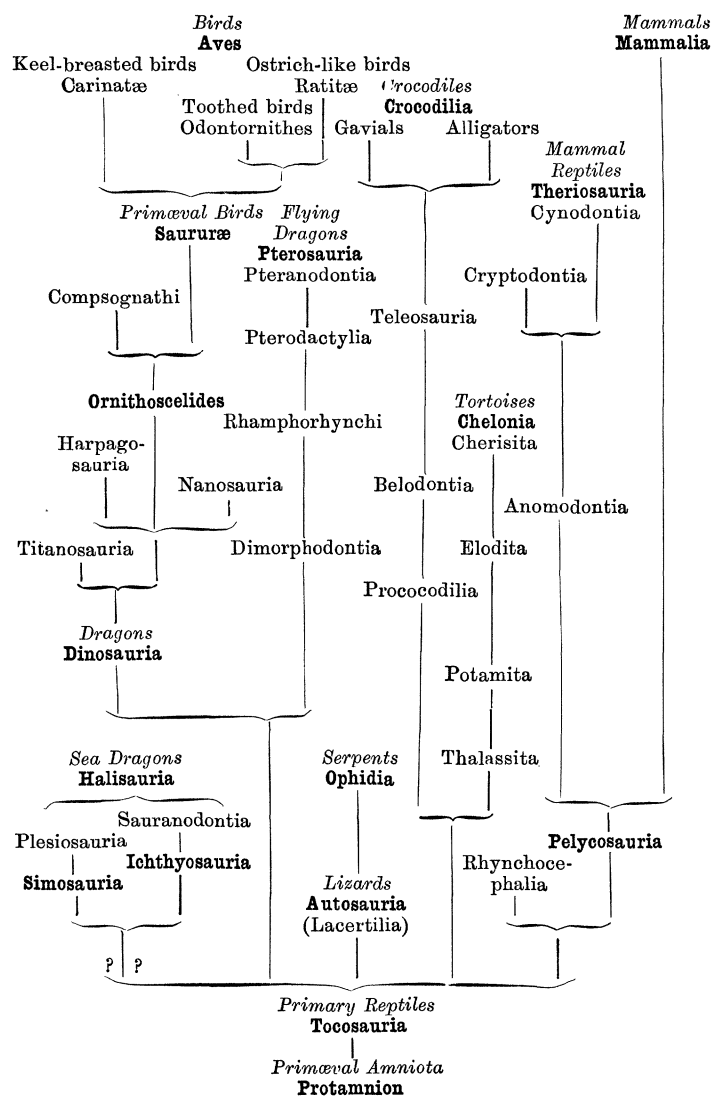 Birds
Aves
Mammals
Mammalia
Keel-breasted birds
Carinatæ
Ostrich-like birds
Ratitæ
Crocodiles
Crocodilia
Toothed birds
Odontornithes
Gavials
Alligators
Mammal
Reptiles
Theriosauria
Cynodontia
Primæval Birds
Saururæ
Flying
Dragons
Pterosauria
Pteranodontia
Cryptodontia
Compsognathi
Teleosauria
Pterodactylia
Ornithoscelides
Rhamphorhynchi
Tortoises
Chelonia
Cherisita
Harpago-
sauria
Nanosauria
Belodontia
Anomodontia
Titanosauria
Dimorphodontia
Elodita
Prococodilia
Dragons
Dinosauria
Potamita
Sea Dragons
Halisauria
Serpents
Ophidia
Thalassita
Sauranodontia
Plesiosauria
Ichthyosauria
Simosauria
Pelycosauria
Rhynchoce-
phalia
Lizards
Autosauria
(Lacertilia)
? ?
Primary Reptiles
Tocosauria
Primæval Amniota
Protamnion